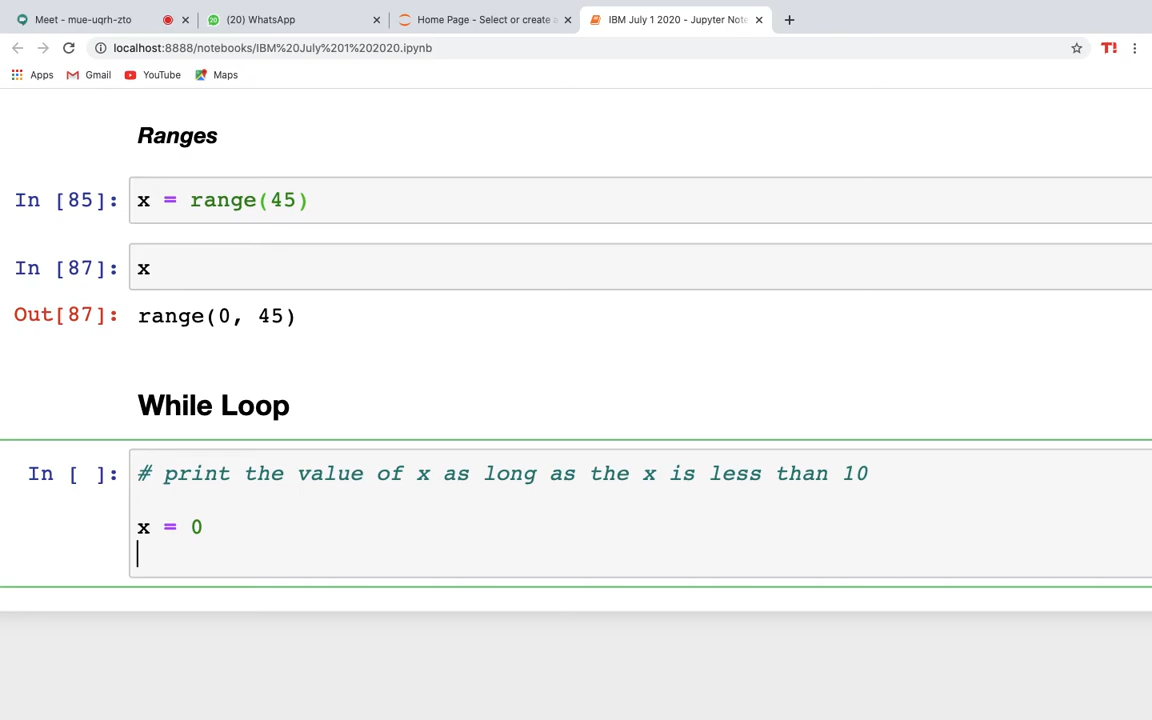 Meet - mue-uqrh-zto
(20) WhatsApp
Home Page - Select or create a
IBM July 1 2020 - Jupyter Note
localhost:8888/notebooks/IBM%20July%201%202020.ipynb
T!
Apps
Gmail
YouTube
Maps
Ranges
In [85]: x = range(45)
In [87]: x
Out[87]: range(0, 45)
While Loop
In [ ]: # print the value of x as long as the x is less than 10
x = 0